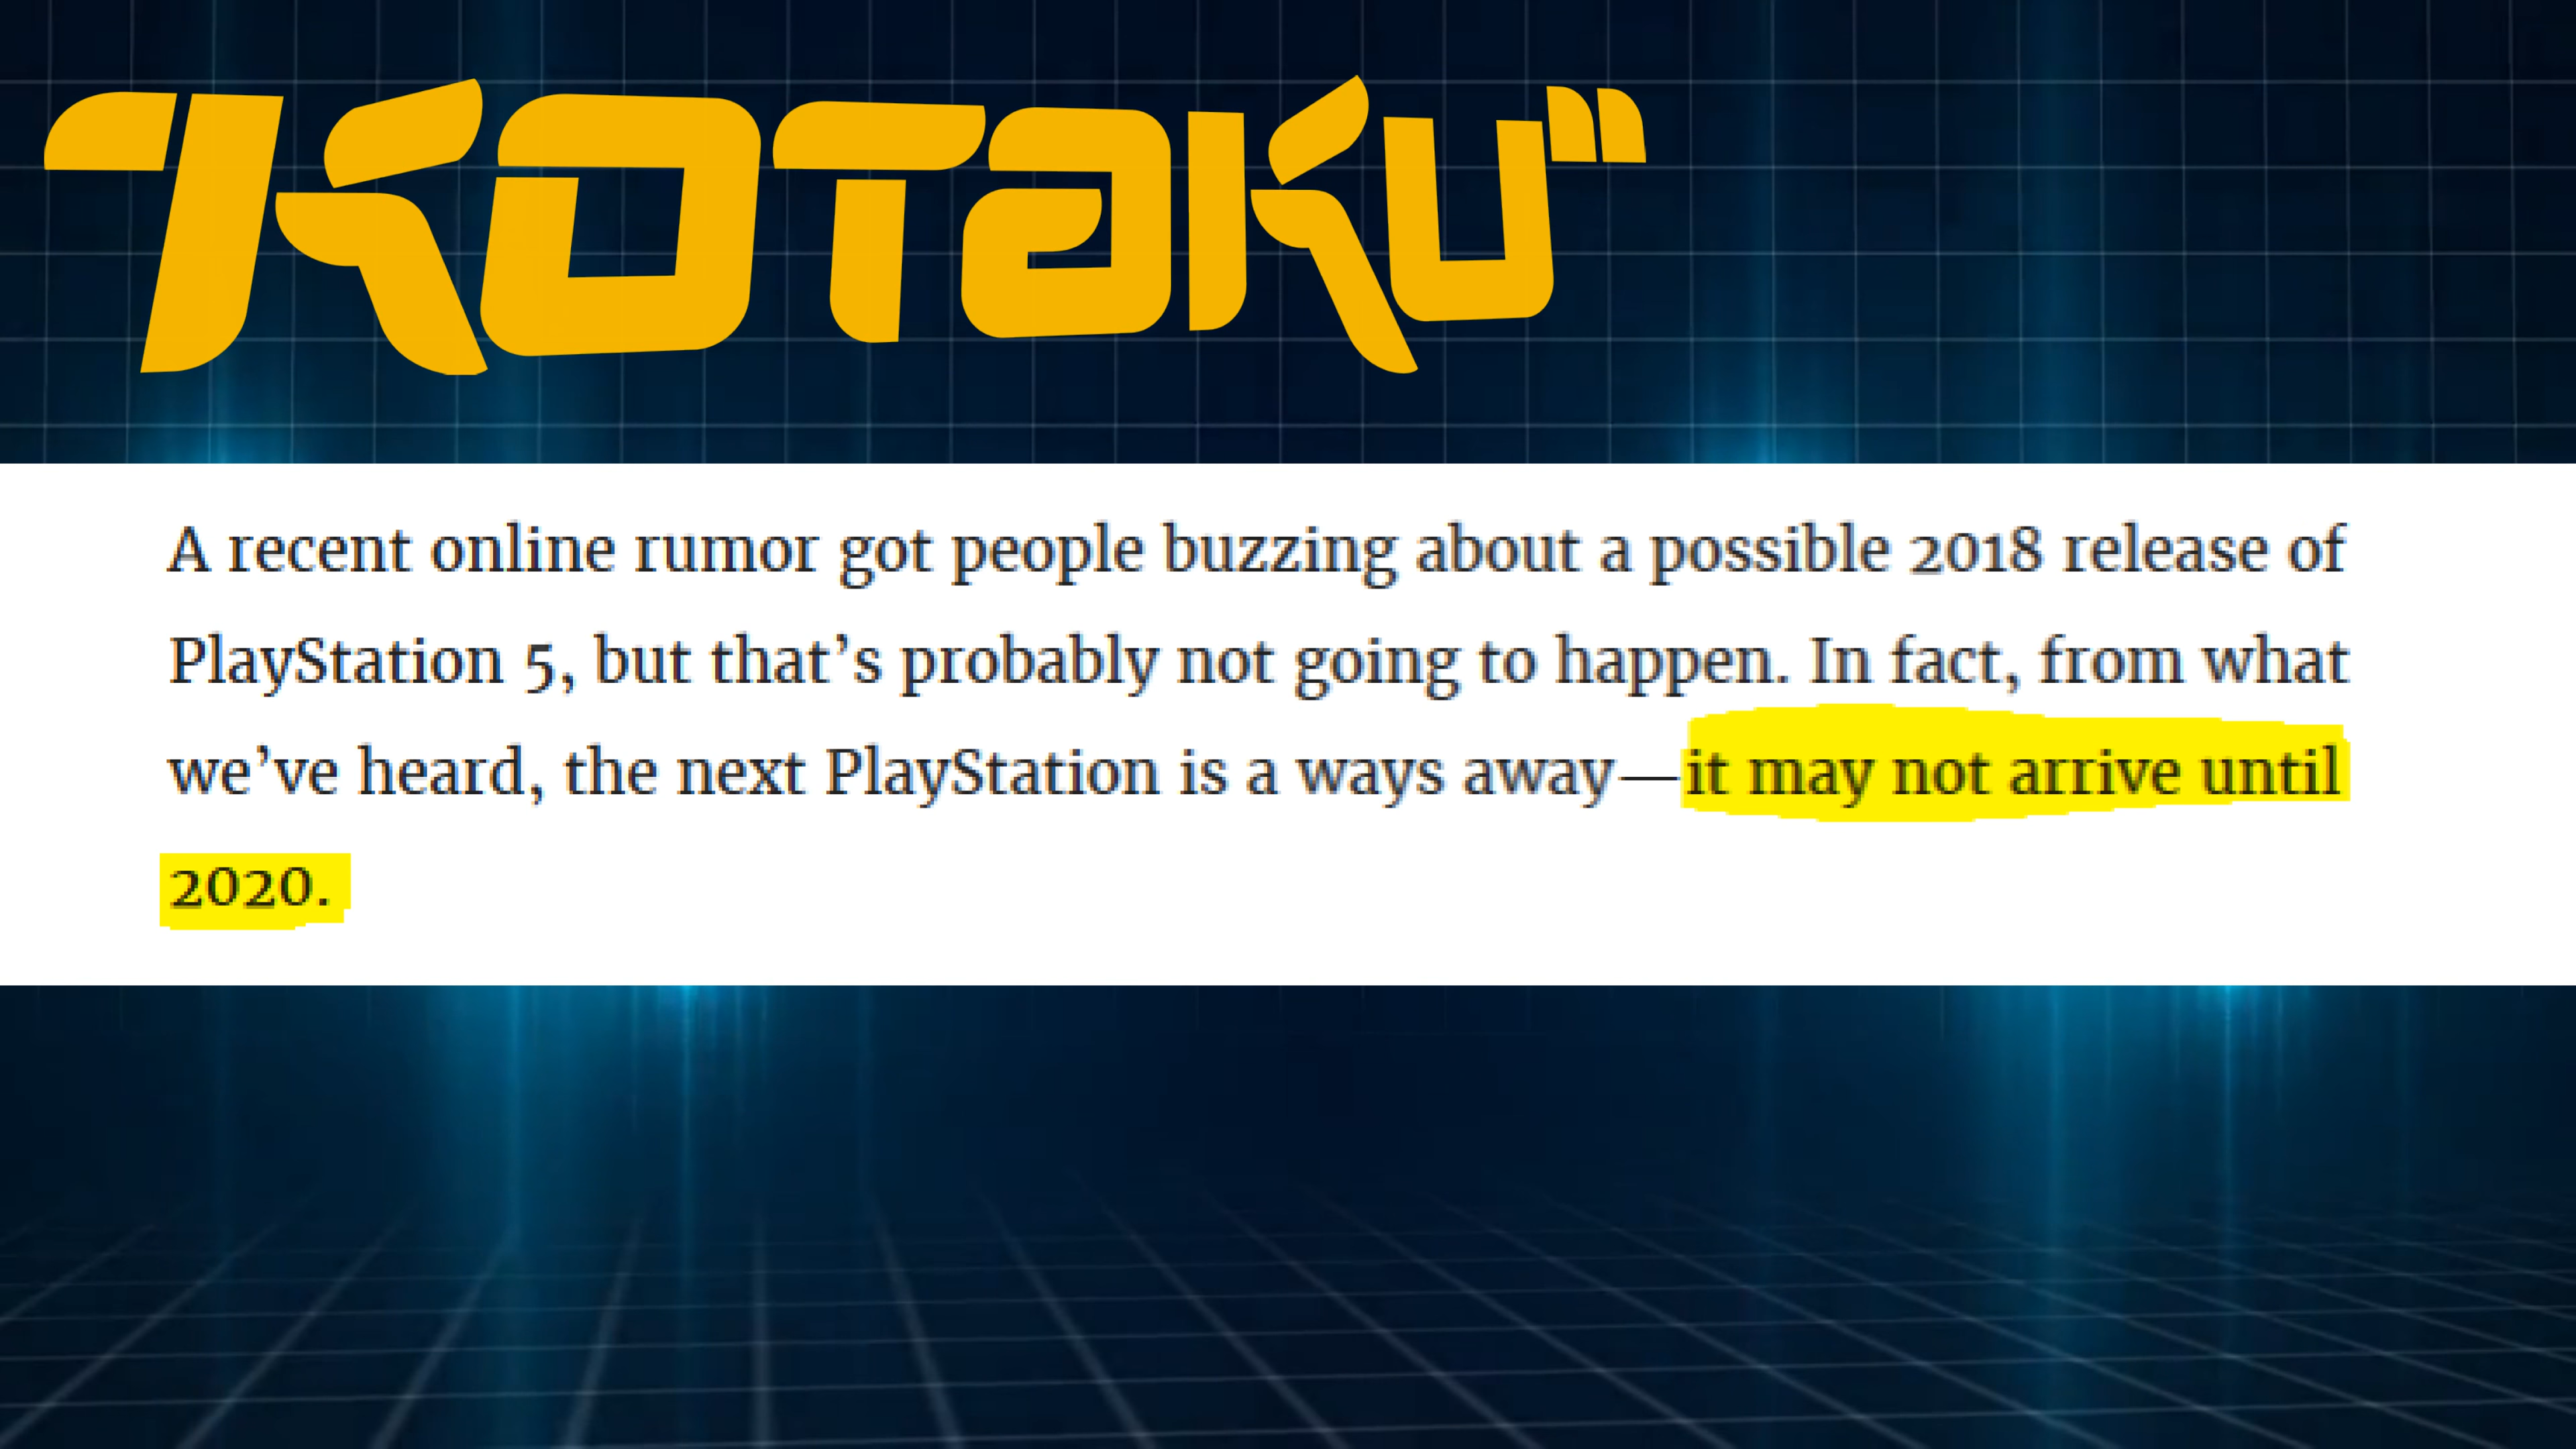 KOTaKU
A recent online rumor got people buzzing about a possible 2018 release of
PlayStation 5, but that’s probably not going to happen. In fact, from what
we’ve heard, the next PlayStation is a ways away—it may not arrive until
2020.